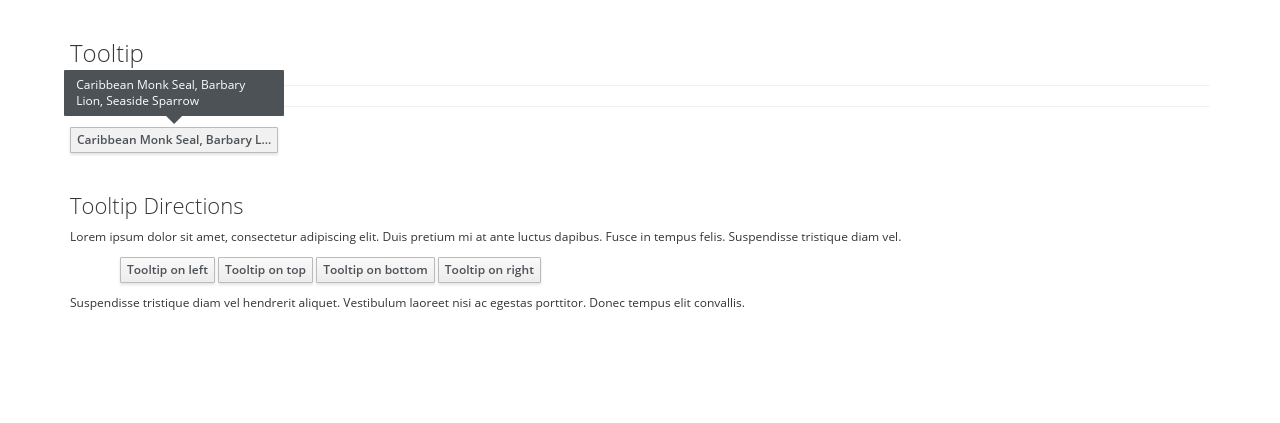 Tooltip
Caribbean Monk Seal, Barbary
Lion, Seaside Sparrow
Caribbean Monk Seal, Barbary L...
Tooltip Directions
Lorem ipsum dolor sit amet, consectetur adipiscing elit. Duis pretium mi at ante luctus dapibus. Fusce in tempus felis. Suspendisse tristique diam vel.
Tooltip on left Tooltip on top Tooltip on bottom Tooltip on right
Suspendisse tristique diam vel hendrerit aliquet. Vestibulum laoreet nisi ac egestas porttitor. Donec tempus elit convallis.